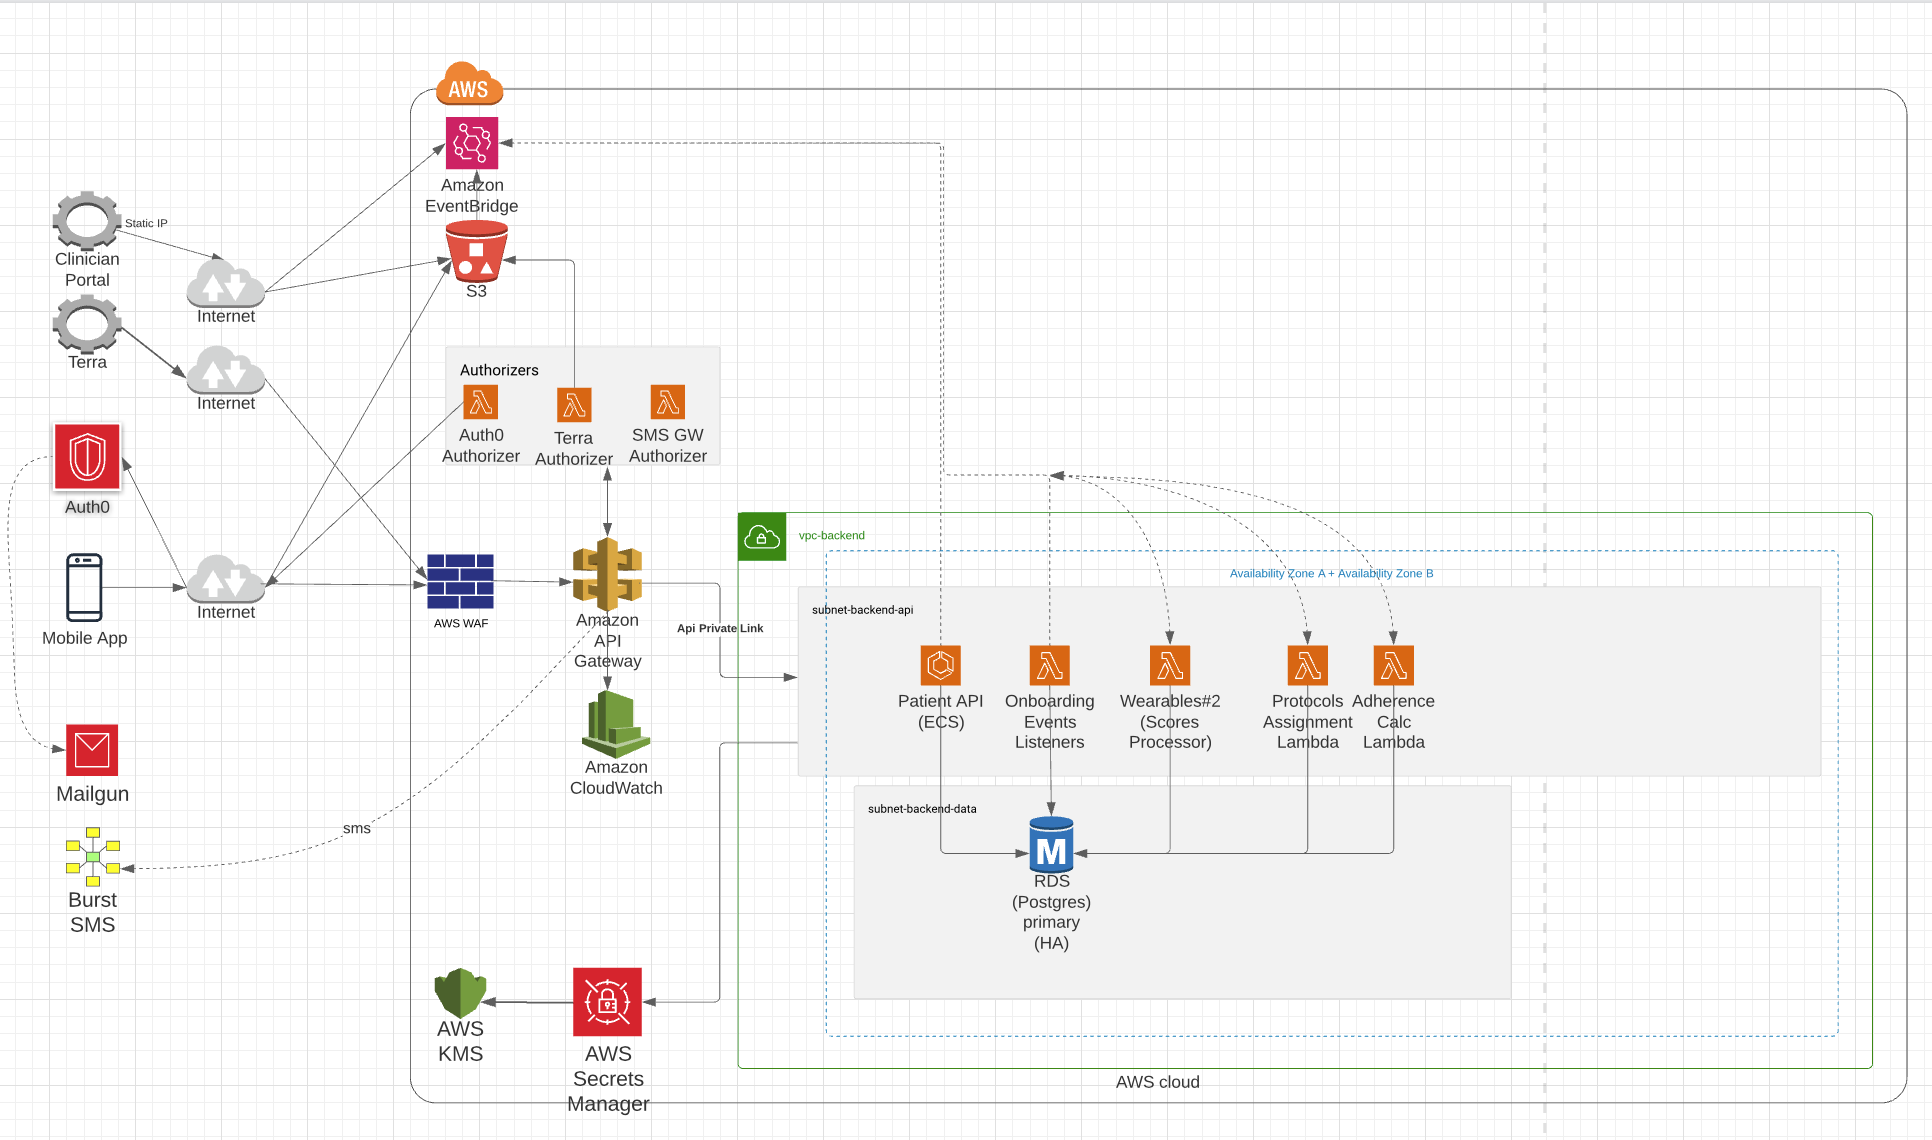 AWS
Amazon
EventBridge
Static IP
Clinician
Portal
Internet
S3
Terra
Internet
Authorizers
Auth0
Authorizer
Terra
Authorizer
SMS GW
Authorizer
Auth0
vpc-backend
Availability Zone A + Availability Zone B
Mobile App
Internet
AWS WAF
Amazon
API
Gateway
Api Private Link
subnet-backend-api
Patient API
(ECS)
Onboarding
Events
Listeners
Wearables#2
(Scores
Processor)
Protocols
Assignment
Lambda
Adherence
Calc
Lambda
Amazon
CloudWatch
Mailgun
sms
Burst
SMS
subnet-backend-data
M
RDS
(Postgres)
primary
(HA)
AWS
KMS
AWS
Secrets
Manager
AWS cloud